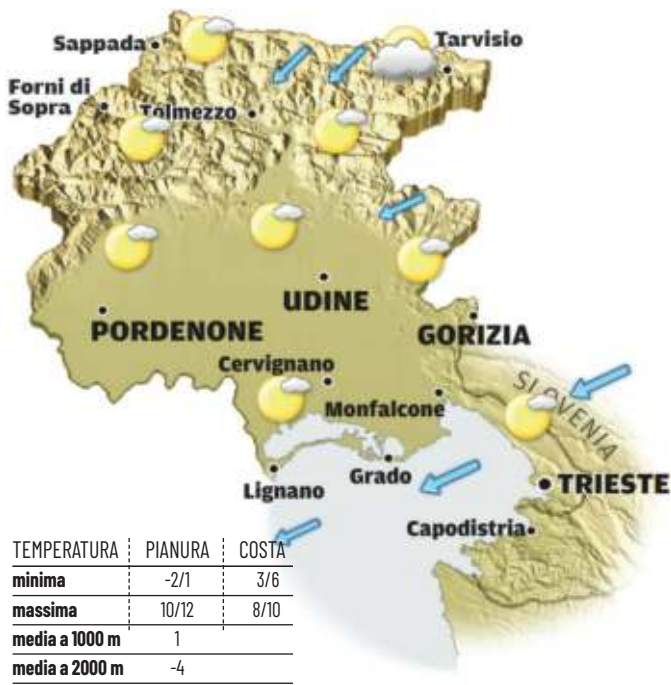 Sappada
Tarvisio
Forni di
Sopra
Tolmezzo
UDINE
PORDENONE
GORIZIA
Cervignano
SLOVENIA
Monfalcone
Grado
Lignano
TRIESTE
Capodistria
TEMPERATURA PIANURA COSTA
minima -2/1 3/6
massima 10/12 8/10
media a 1000 m 1
media a 2000 m -4